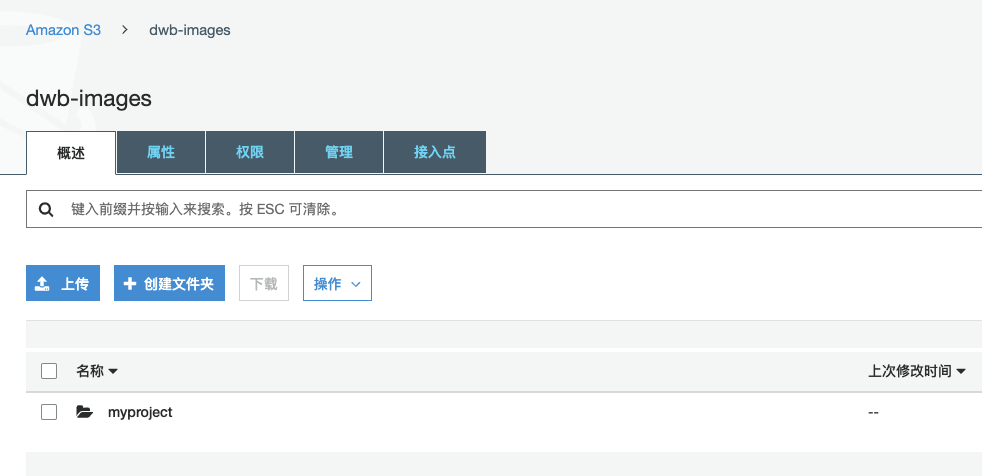 Amazon S3 > dwb-images
dwb-images
概述 属性 权限 管理 接入点
键入前缀并按输入来搜索。按 ESC 可清除。
上传 创建文件夹 下载 操作
名称 上次修改时间
myproject --